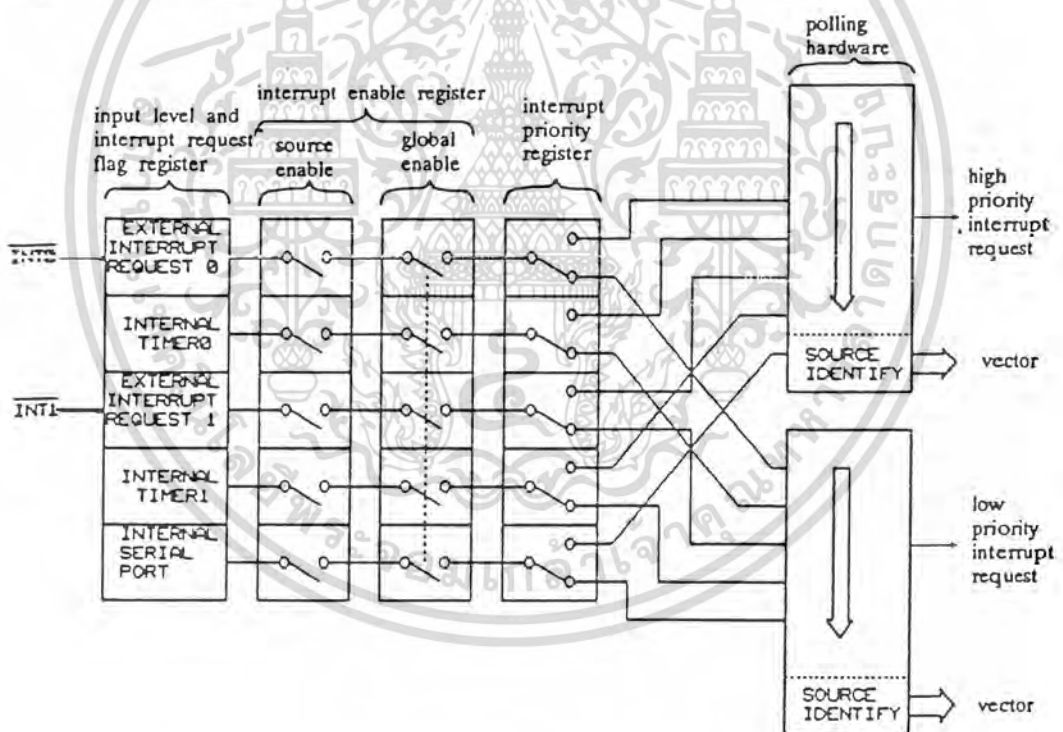 polling
hardware
interrupt enable register
interrupt
priority
register
input level and
interrupt request
flag register
source
enable
global
enable
EXTERNAL
INTERRUPT
REQUEST 0
INTERNAL
TIMER0
EXTERNAL
INTERRUPT
REQUEST 1
INTERNAL
TIMER1
INTERNAL
SERIAL
PORT
INT0
INT1
high
priority
interrupt
request
SOURCE
IDENTIFY
vector
low
priority
interrupt
request
SOURCE
IDENTIFY
vector